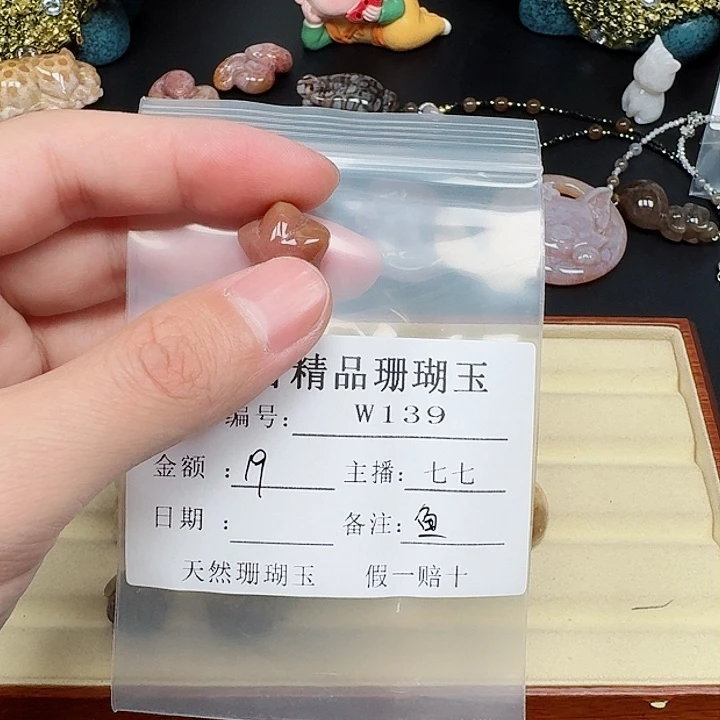 精品珊瑚玉
编号: W139
金额: 19 主播: 七七
日期: 备注: 鱼
天然珊瑚玉 假一赔十